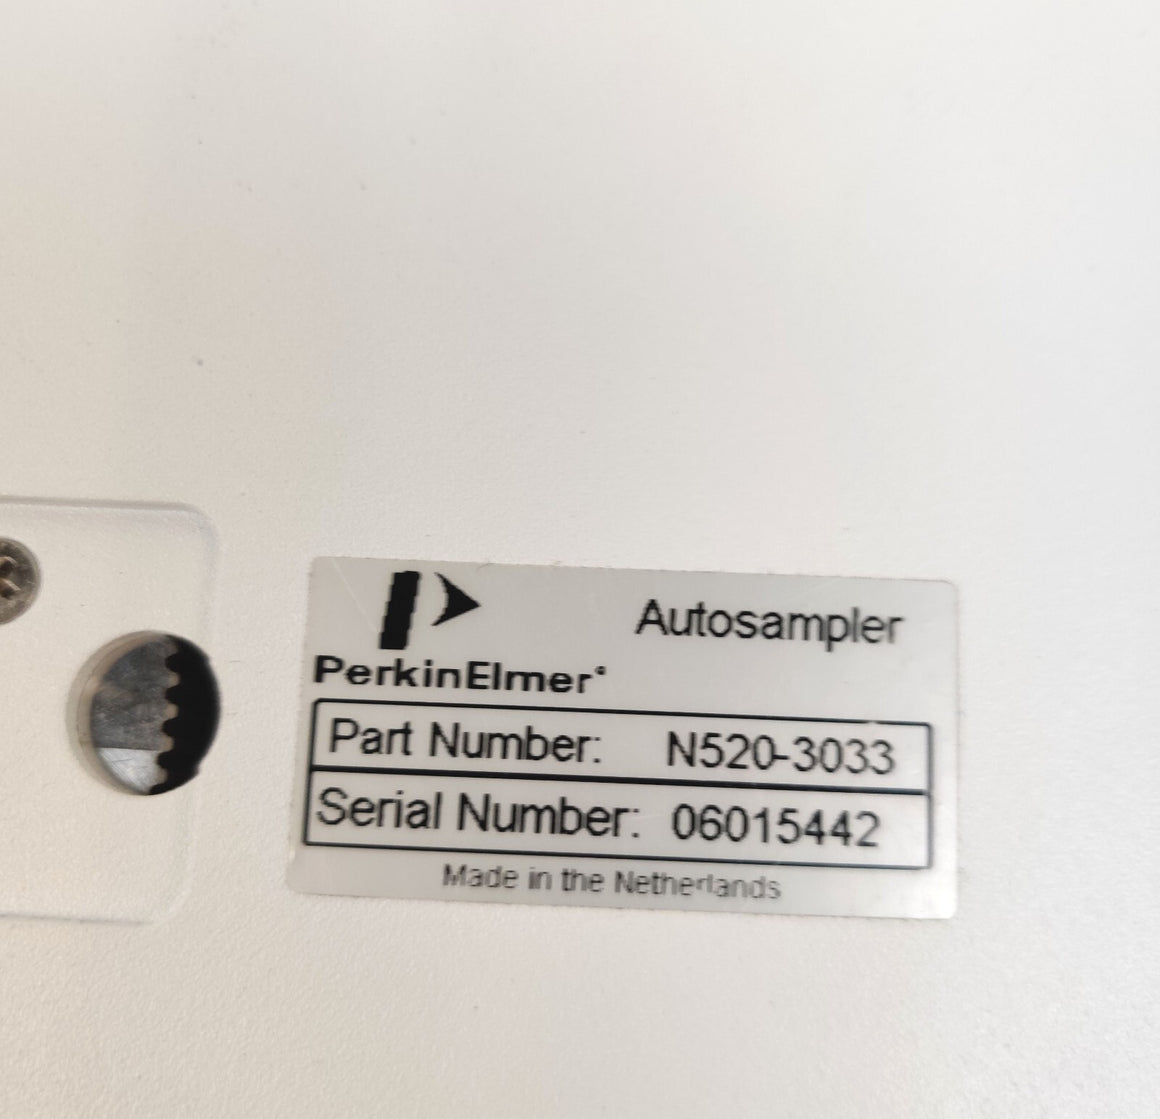 Autosampler
PerkinElmer
Part Number: N520-3033
Serial Number: 06015442
Made in the Netherlands